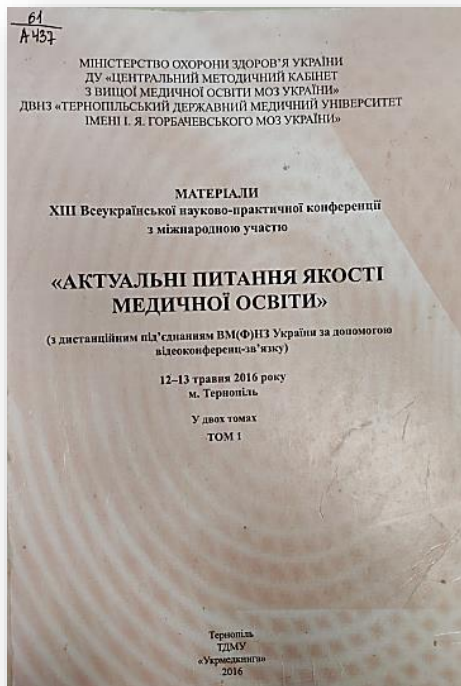 61
А 437
МІНІСТЕРСТВО ОХОРОНИ ЗДОРОВ'Я УКРАЇНИ
ДУ «ЦЕНТРАЛЬНИЙ МЕТОДИЧНИЙ КАБІНЕТ
З ВИЩОЇ МЕДИЧНОЇ ОСВІТИ МОЗ УКРАЇНИ»
ДВНЗ «ТЕРНОПІЛЬСЬКИЙ ДЕРЖАВНИЙ МЕДИЧНИЙ УНІВЕРСИТЕТ
ІМЕНІ І. Я. ГОРБАЧЕВСЬКОГО МОЗ УКРАЇНИ»
МАТЕРІАЛИ
XIII Всеукраїнської науково-практичної конференції
з міжнародною участю
«АКТУАЛЬНІ ПИТАННЯ ЯКОСТІ
МЕДИЧНОЇ ОСВІТИ»
(з дистанційним під'єднанням ВМ(Ф)НЗ України за допомогою
відеоконференц-зв'язку)
12–13 травня 2016 року
м. Тернопіль
У двох томах
ТОМ 1
Тернопіль
ТДМУ
«Укрмедкнига»
2016